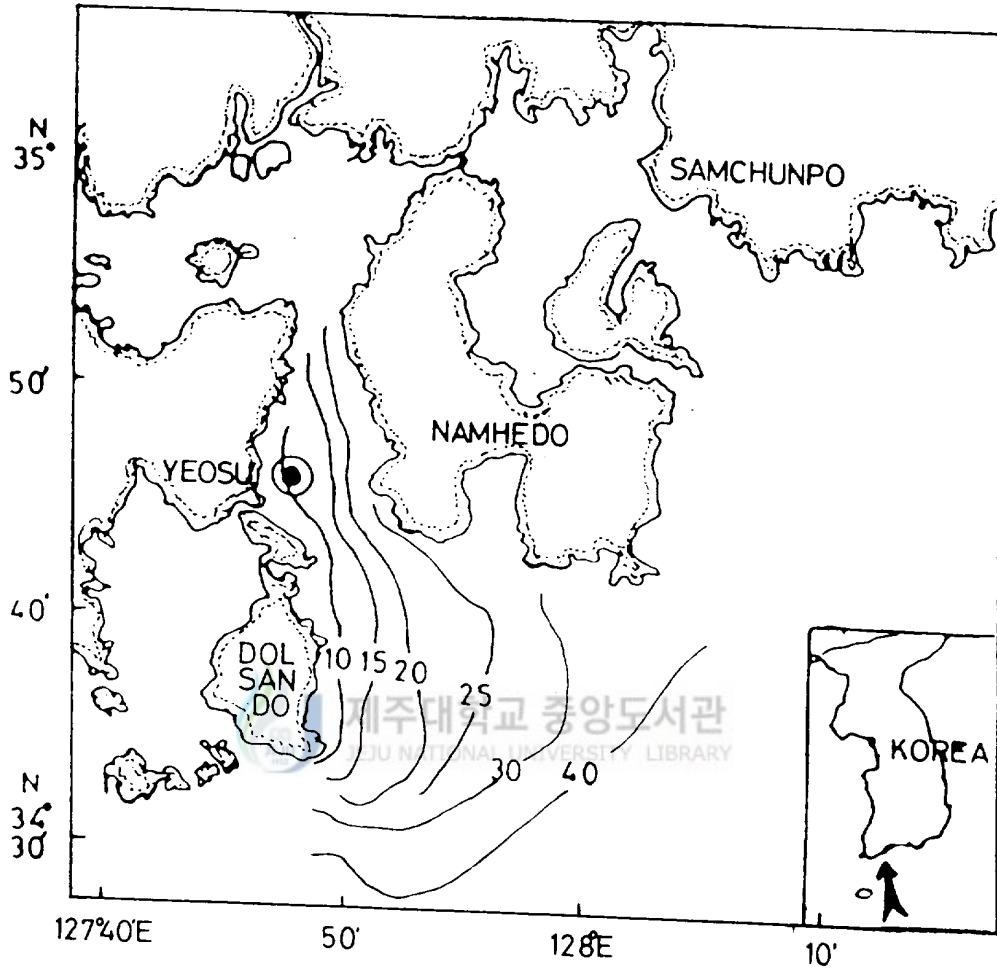 N
35°
SAMCHUNPO
50'
NAMHEDO
YEOSU
40'
DOL
SAN
DO
10 15 20
25
30 40
제주대학교 중앙도서관
JEJU NATIONAL UNIVERSITY LIBRARY
KOREA
N
34°
30'
127°40'E
50'
128°E
10'